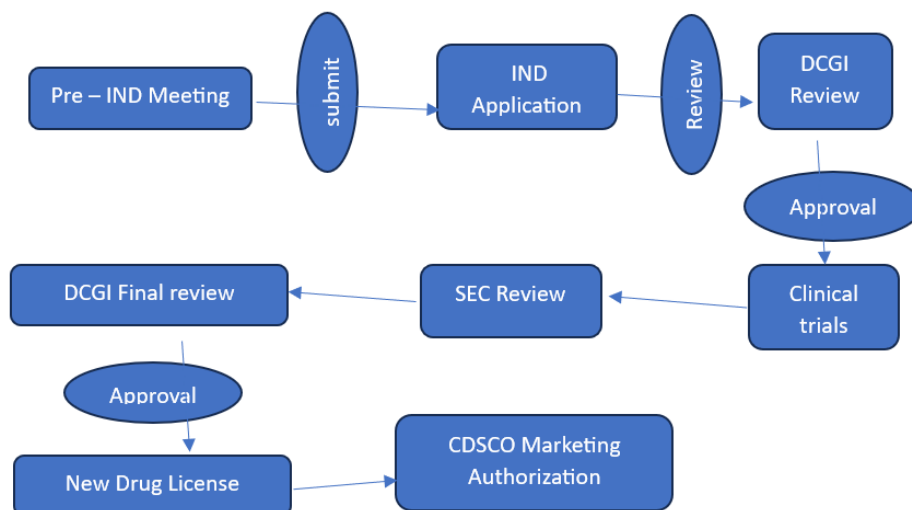 Pre – IND Meeting
submit
IND
Application
Review
DCGI
Review
Approval
Clinical
trials
SEC Review
DCGI Final review
Approval
New Drug License
CDSCO Marketing
Authorization